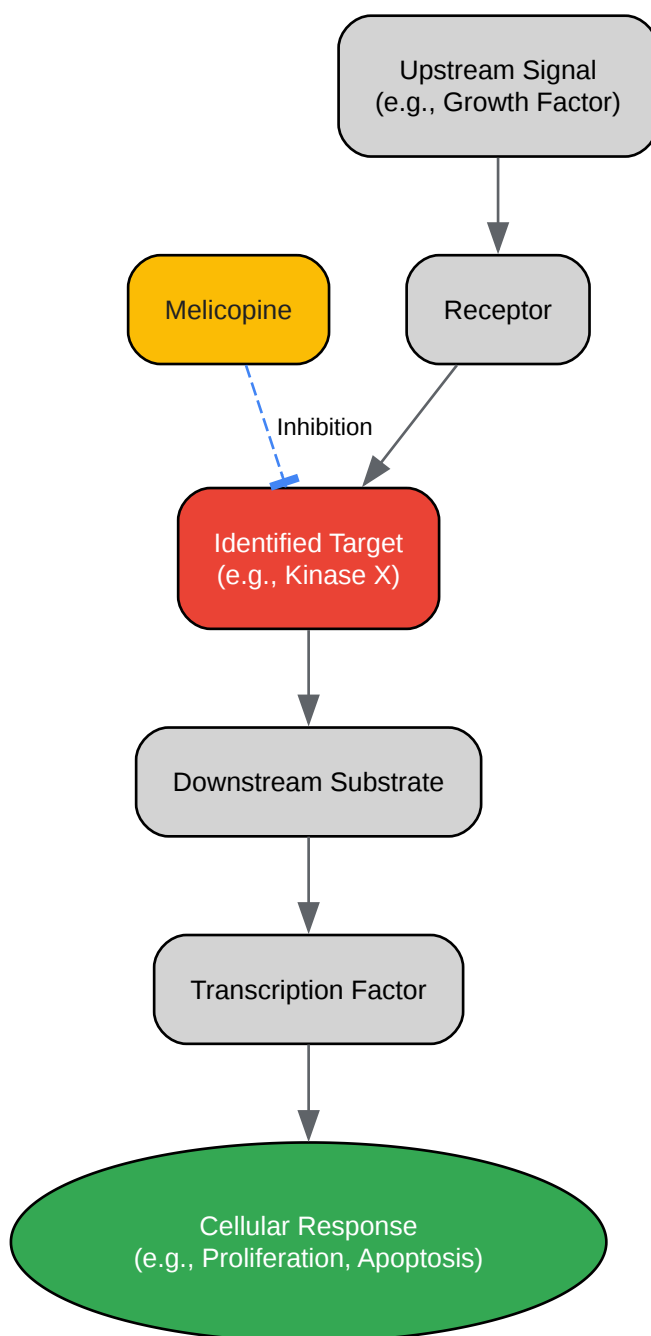 Upstream Signal
(e.g., Growth Factor)
Melicopine
Receptor
Inhibition
Identified Target
(e.g., Kinase X)
Downstream Substrate
Transcription Factor
Cellular Response
(e.g., Proliferation, Apoptosis)